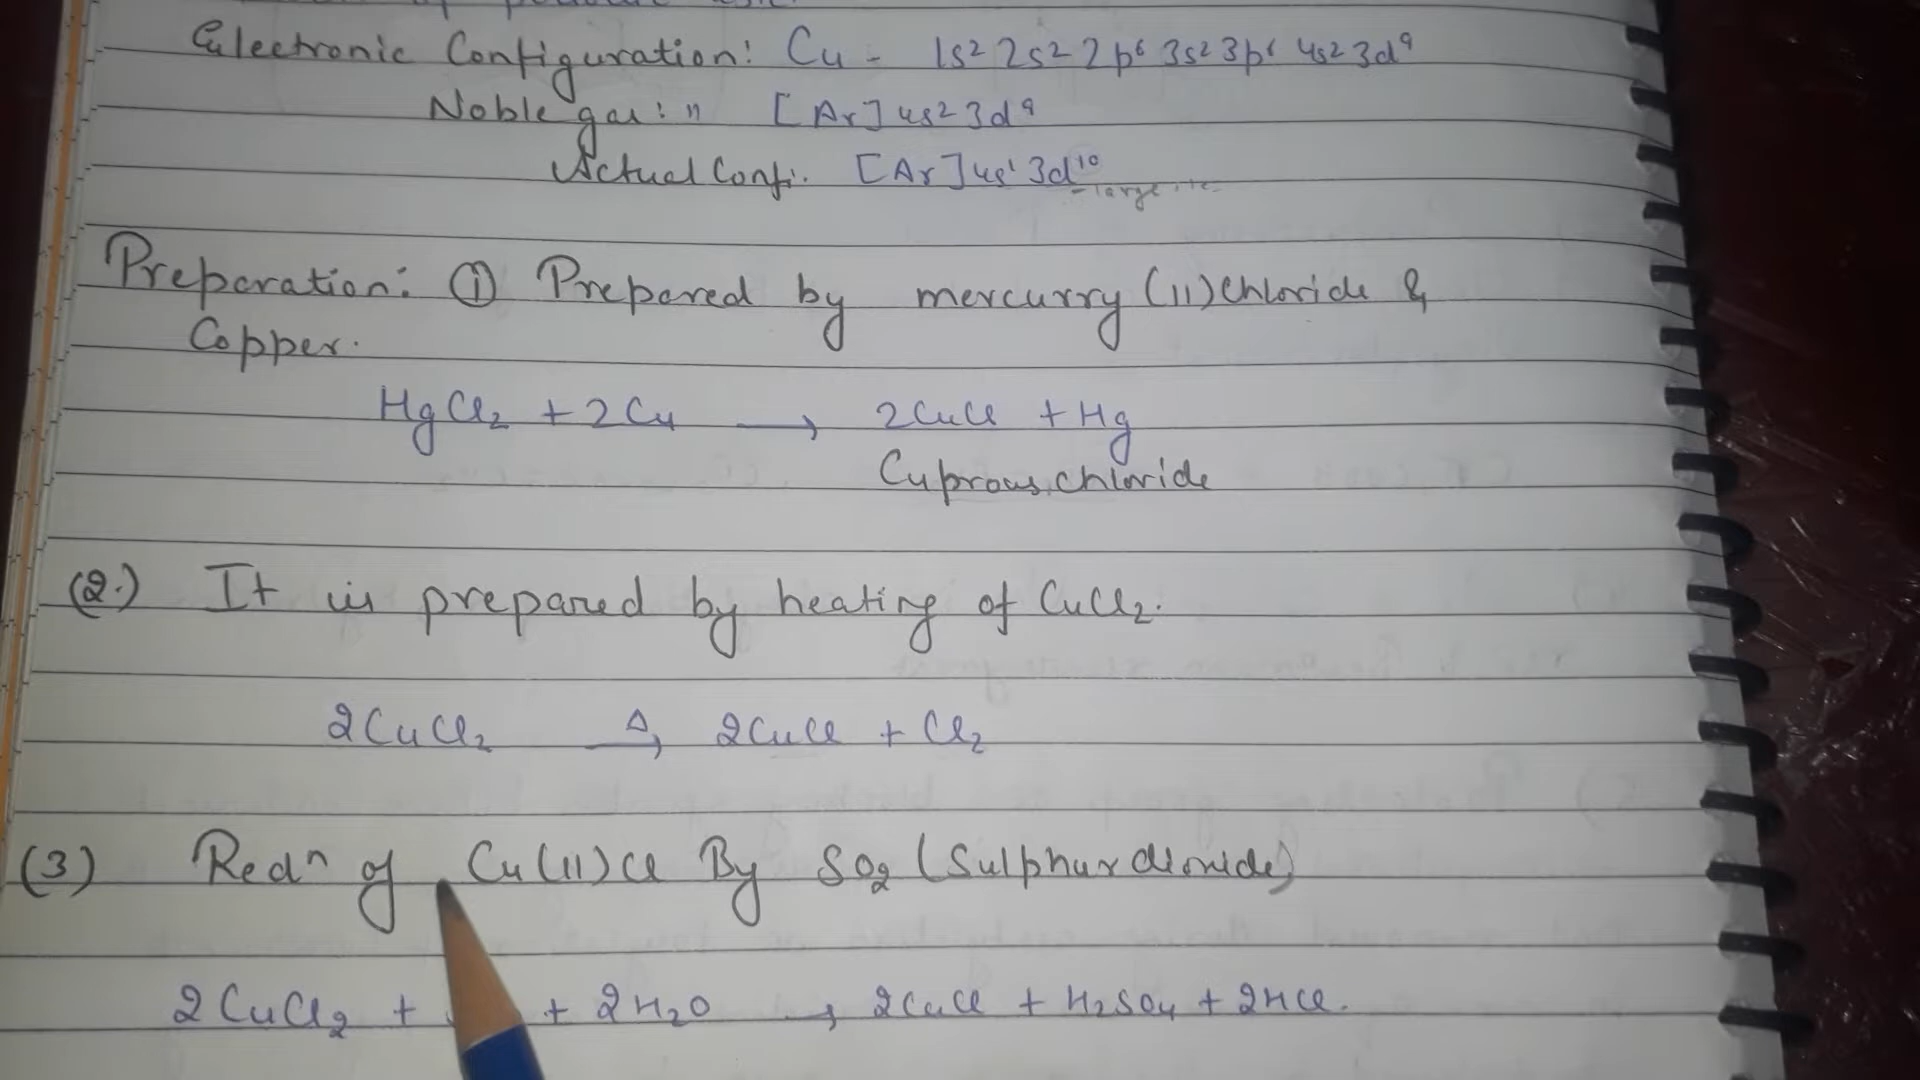 Electronic Configuration: Cu - 1s² 2s² 2p⁶ 3s² 3p⁶ 4s² 3d⁹
Noble gas: " [Ar] 4s² 3d⁹
Actual Confi. [Ar] 4s¹ 3d¹⁰
Preparation: ① Prepared by mercurry (11) Chloride &
Copper.
HgCl₂ + 2Cu → 2CuCl + Hg
Cuprous chloride
(2.) It is prepared by heating of CuCl₂.
2CuCl₂ →Δ 2CuCl + Cl₂
(3) Redⁿ of Cu(11)Cl By SO₂ (Sulphur dioxide)
2CuCl₂ + + 2H₂O → 2CuCl + H₂SO₄ + 2HCl.